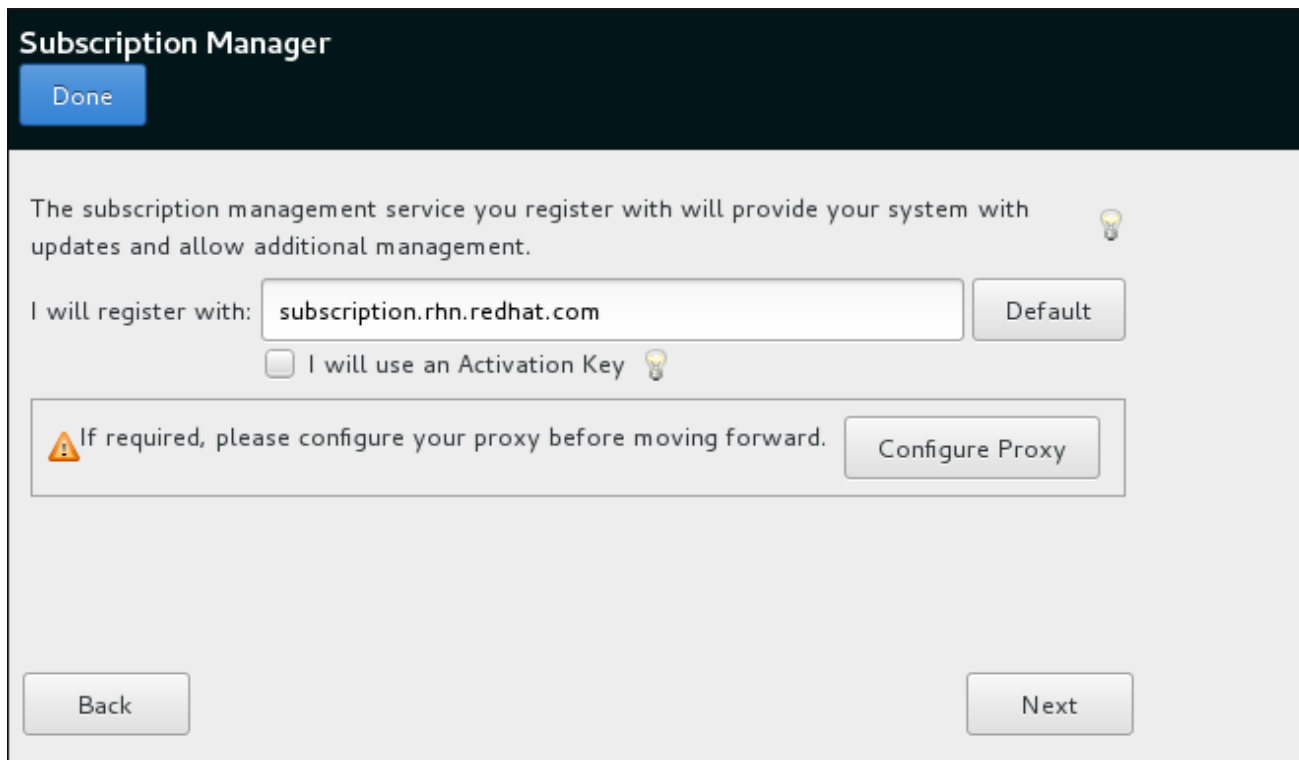 Subscription Manager
Done
The subscription management service you register with will provide your system with
updates and allow additional management.
I will register with: subscription.rhn.redhat.com Default
I will use an Activation Key
If required, please configure your proxy before moving forward. Configure Proxy
Back Next